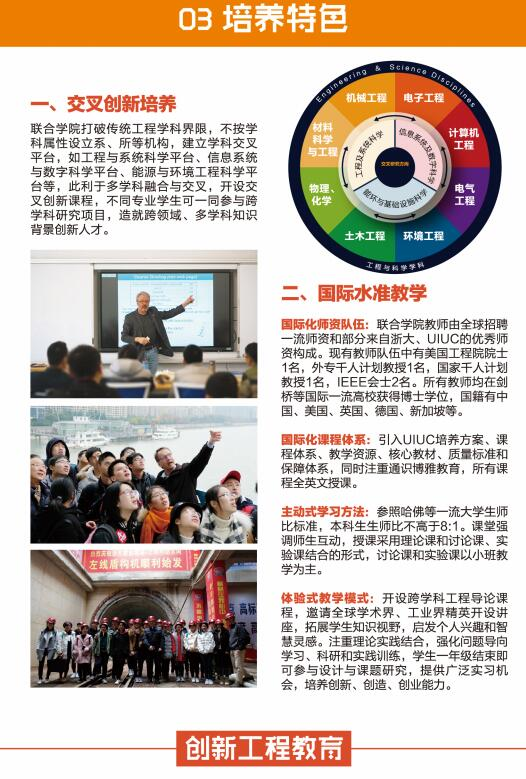 03 培养特色
一、交叉创新培养
联合学院打破传统工程学科界限，不按学
科属性设立系、所等机构，建立学科交叉
平台，如工程与系统科学平台、信息系统
与数字科学平台、能源与环境工程科学平
台等，此利于多学科融合与交叉，开设交
叉创新课程，不同专业学生可一同参与跨
学科研究项目，造就跨领域、多学科知识
背景创新人才。
Engineering & Science Disciplines
机械工程
电子工程
材料
科学
与工程
计算机
工程
物理、
化学
电气
工程
土木工程
环境工程
工程及系统科学
信息系统及数字科学
能环与基础设施科学
交叉研究方向
工程与科学学科
左线盾构机顺利始发
二、国际水准教学
国际化师资队伍：联合学院教师由全球招聘
一流师资和部分来自浙大、UIUC的优秀师
资构成。现有教师队伍中有美国工程院院士
1名，外专千人计划教授1名，国家千人计划
教授1名，IEEE会士2名。所有教师均在剑
桥等国际一流高校获得博士学位，国籍有中
国、美国、英国、德国、新加坡等。
国际化课程体系：引入UIUC培养方案、课
程体系、教学资源、核心教材、质量标准和
保障体系，同时注重通识博雅教育，所有课
程全英文授课。
主动式学习方法：参照哈佛等一流大学生师
比标准，本科生生师比不高于8:1。课堂强
调师生互动，授课采用理论课和讨论课、实
验课结合的形式，讨论课和实验课以小班教
学为主。
体验式教学模式：开设跨学科工程导论课
程，邀请全球学术界、工业界精英开设讲
座，拓展学生知识视野，启发个人兴趣和智
慧灵感。注重理论实践结合，强化问题导向
学习、科研和实践训练，学生一年级结束即
可参与设计与课题研究，提供广泛实习机
会，培养创新、创造、创业能力。
创新工程教育